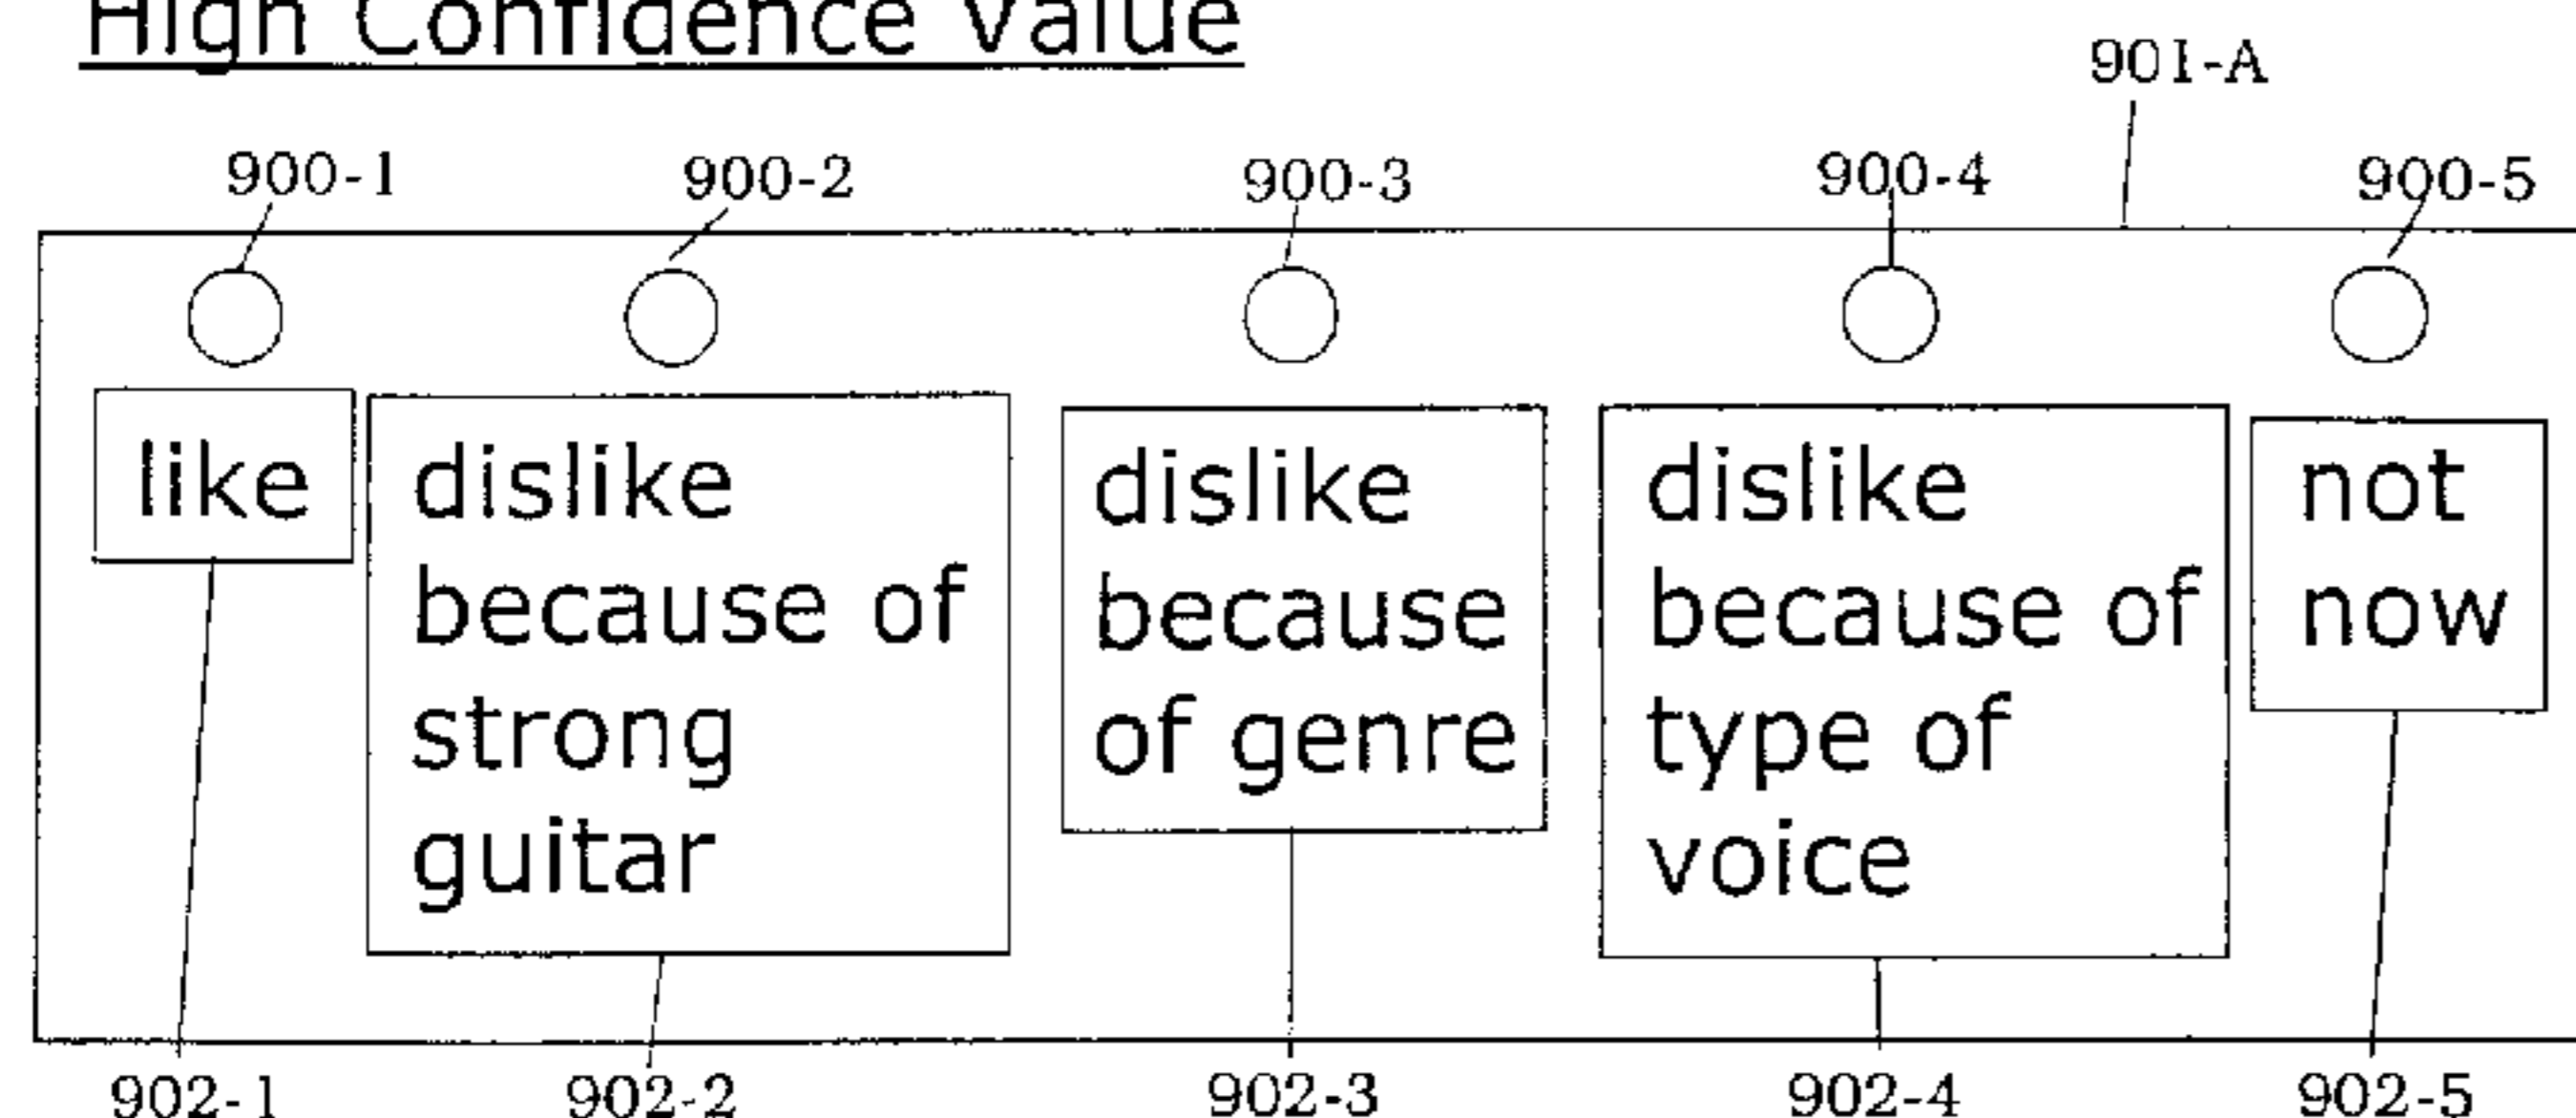 High Confidence Value
901-A
900-1 900-2 900-3 900-4 900-5
like
dislike
because of
strong
guitar
dislike
because
of genre
dislike
because of
type of
voice
not
now
902-1 902-2 902-3 902-4 902-5